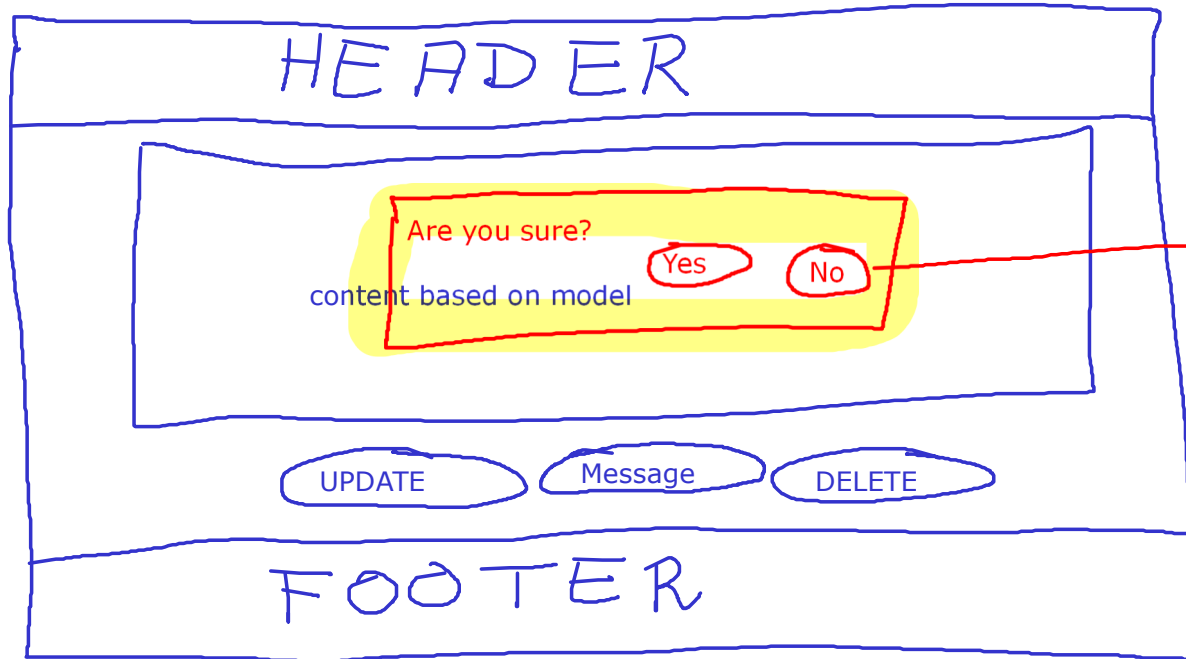 HEADER
Are you sure?
Yes No
content based on model
UPDATE Message DELETE
FOOTER